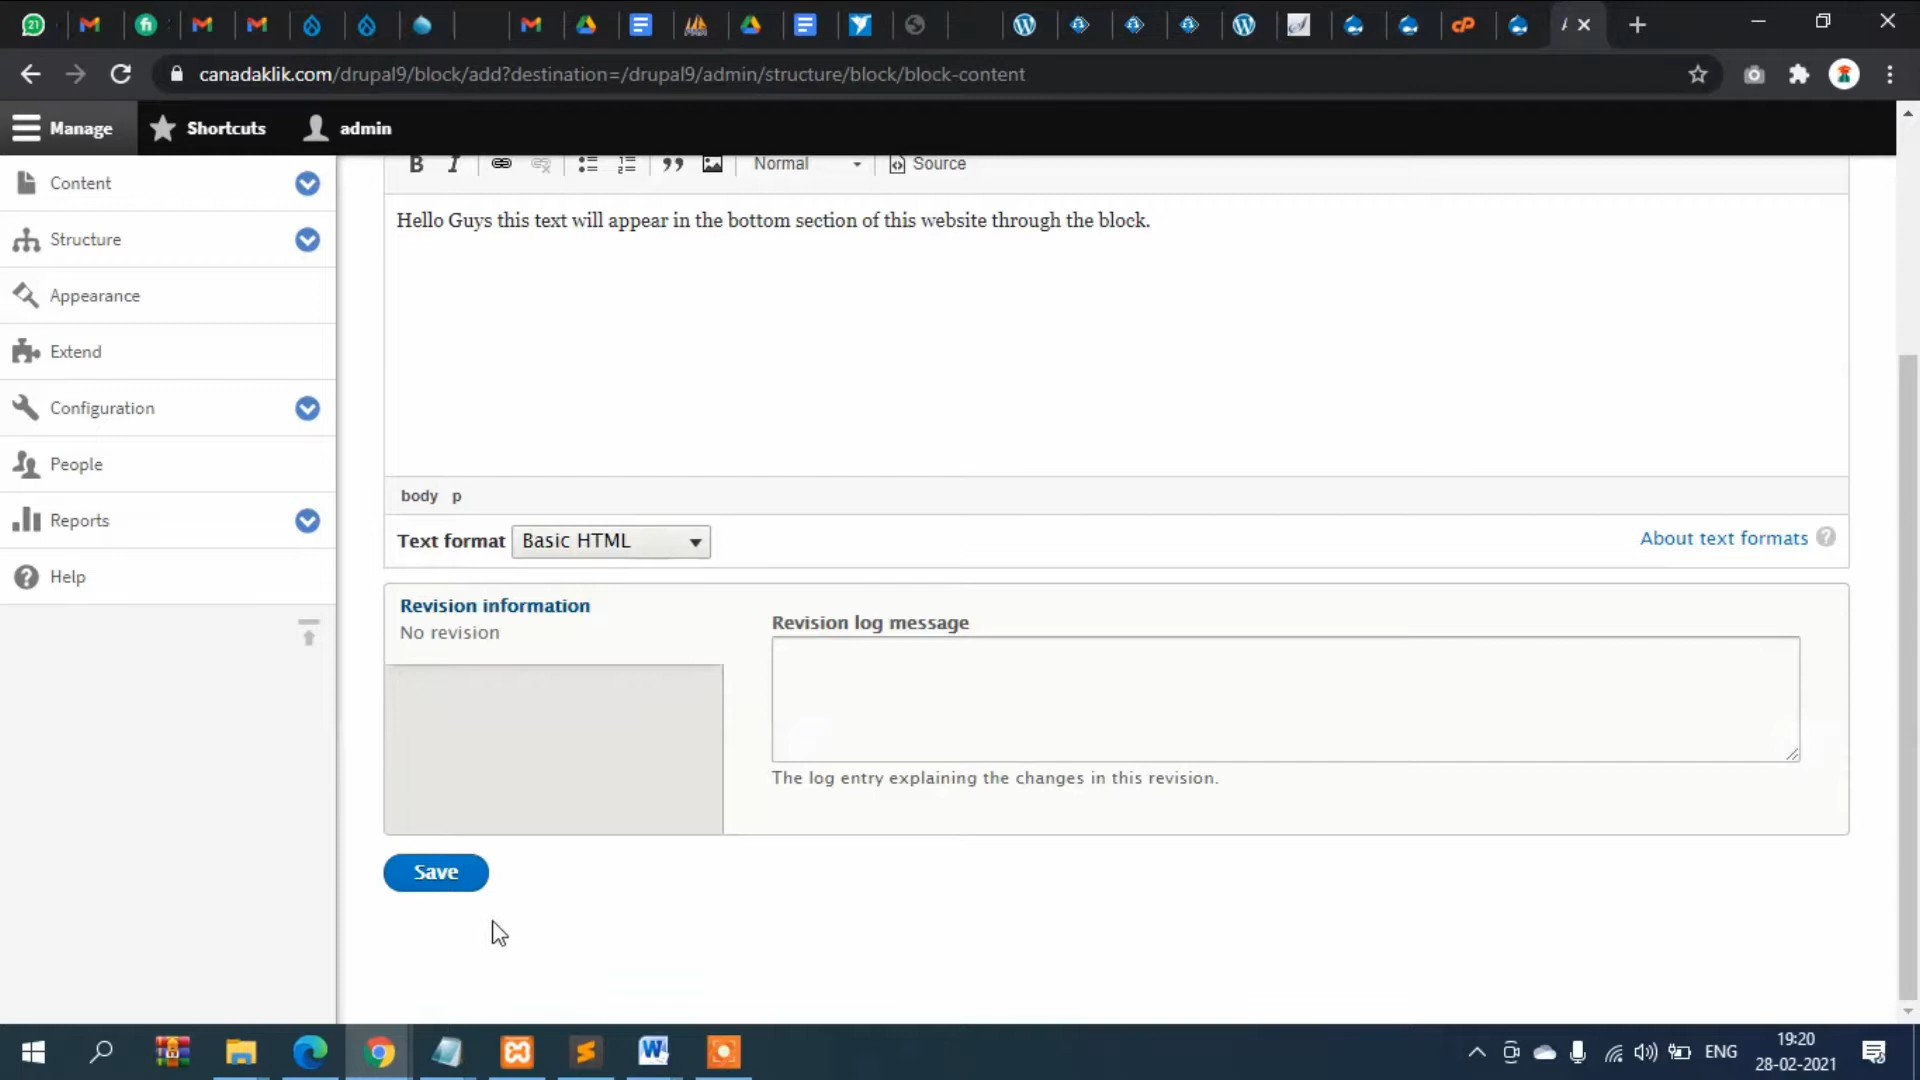 21
canadaklik.com/drupal9/block/add?destination=/drupal9/admin/structure/block/block-content
Manage Shortcuts admin
B I Normal Source
Content
Structure
Appearance
Extend
Configuration
People
Reports
Help
Hello Guys this text will appear in the bottom section of this website through the block.
body p
Text format Basic HTML About text formats ?
Revision information
No revision
Revision log message
The log entry explaining the changes in this revision.
Save
ENG
19:20
28-02-2021